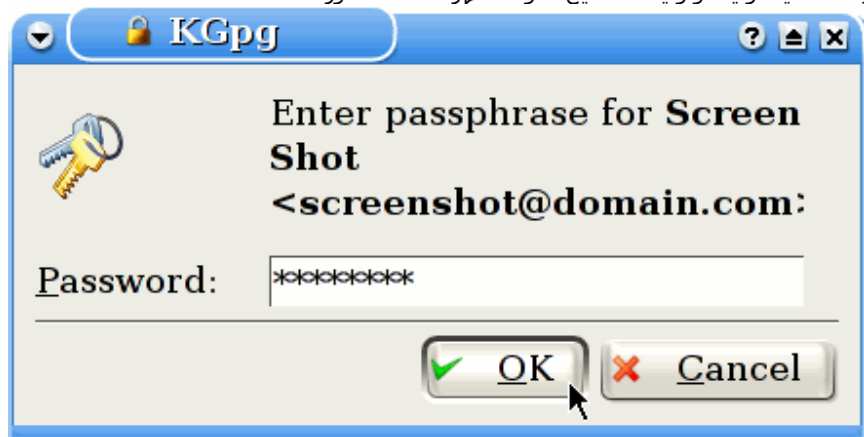 KGpg
Enter passphrase for Screen
Shot
<screenshot@domain.com>
Password: ********
OK Cancel